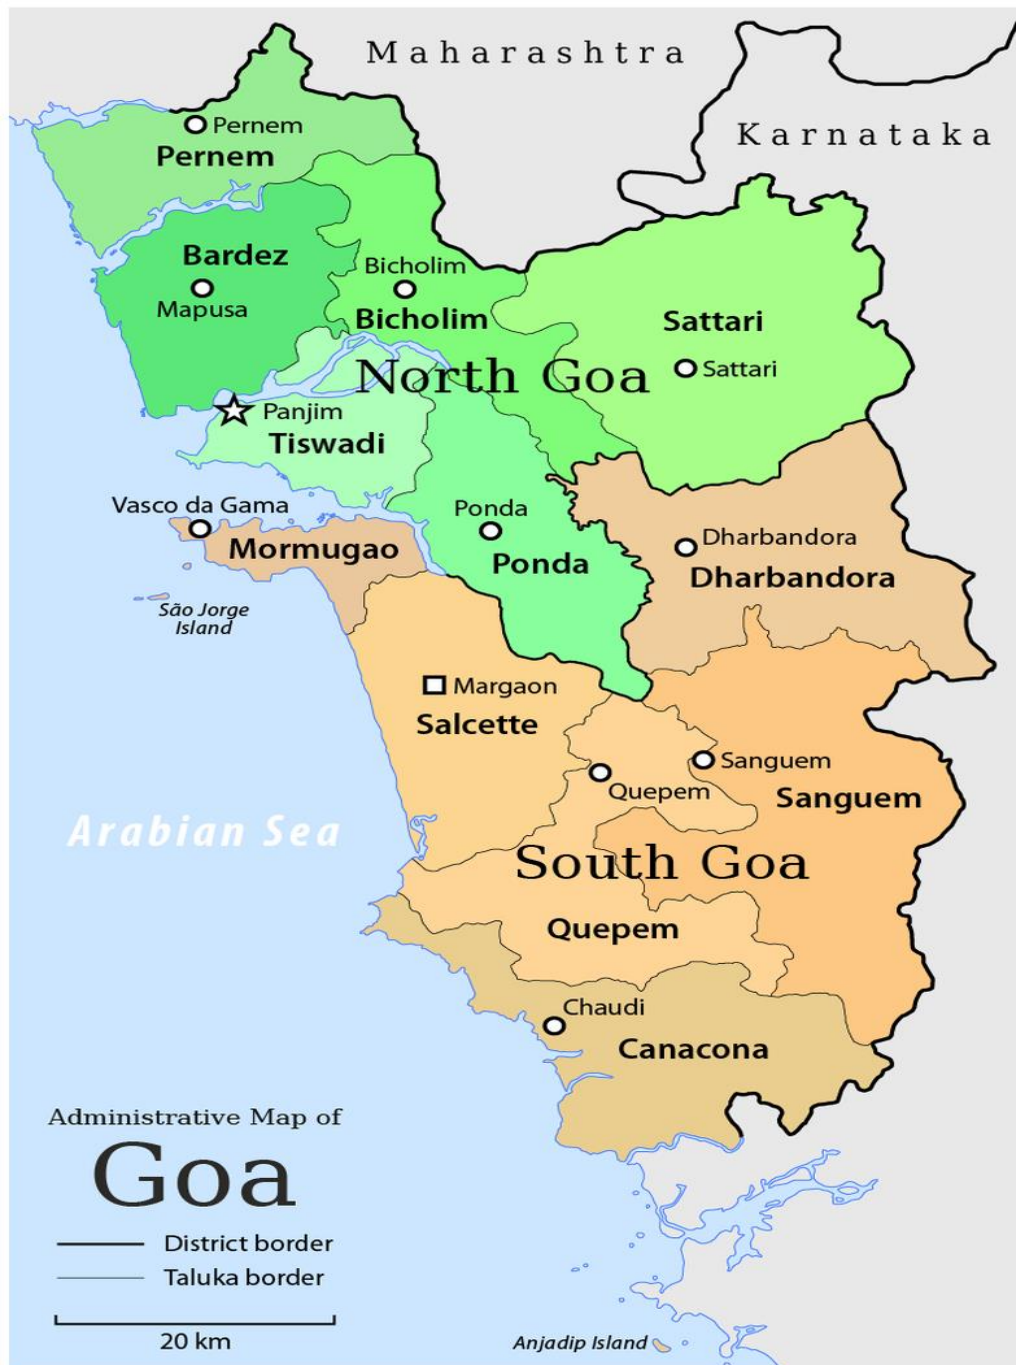 Maharashtra
Karnataka
Pernem
Pernem
Bardez
Mapusa
Bicholim
Bicholim
Sattari
Sattari
North Goa
Panjim
Tiswadi
Vasco da Gama
Mormugao
São Jorge
Island
Ponda
Ponda
Dharbandora
Dharbandora
Margaon
Salcette
Sanguem
Sanguem
Quepem
Arabian Sea
South Goa
Quepem
Chaudi
Canacona
Administrative Map of
Goa
District border
Taluka border
20 km
Anjadip Island